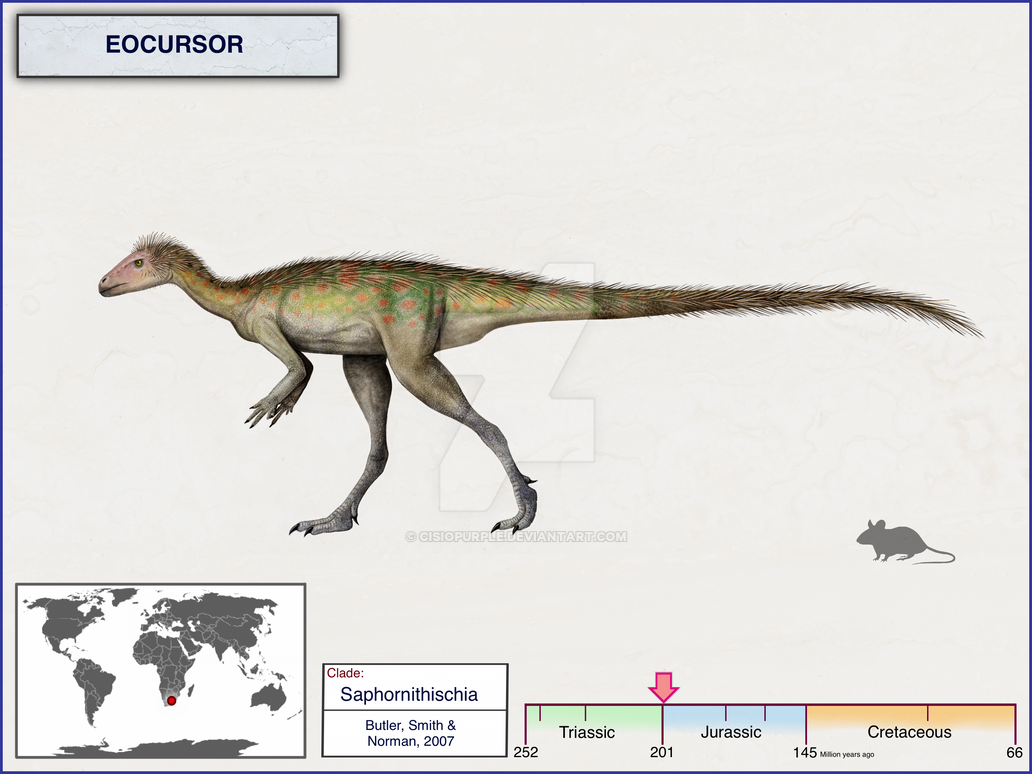 EOCURSOR
© CISIOPURPLE.DEVIANTART.COM
Clade:
Saphornithischia
Butler, Smith &
Norman, 2007
Triassic
Jurassic
Cretaceous
252
201
145 Million years ago
66